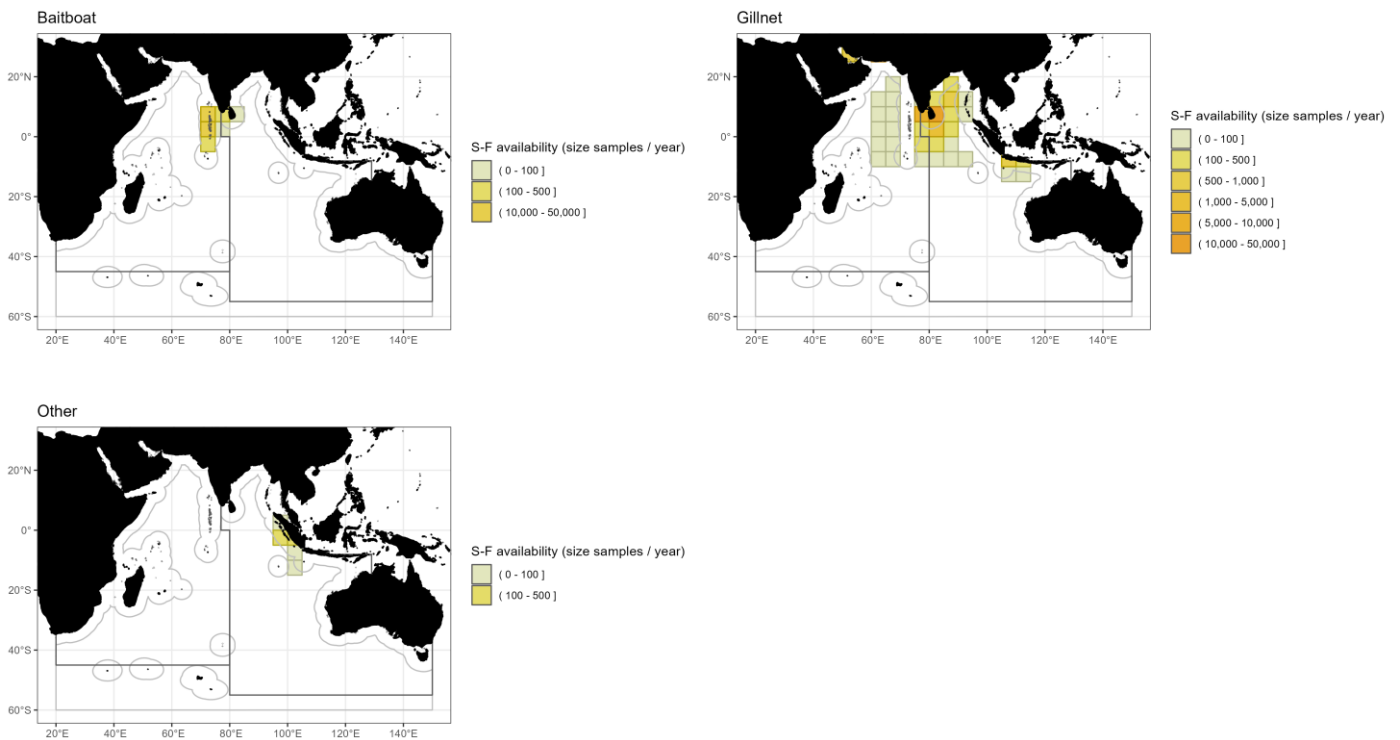 Baitboat
20°N
0°
20°S
40°S
60°S
20°E 40°E 60°E 80°E 100°E 120°E 140°E
S-F availability (size samples / year)
( 0 - 100 ]
( 100 - 500 ]
( 10,000 - 50,000 ]
Gillnet
20°N
0°
20°S
40°S
60°S
20°E 40°E 60°E 80°E 100°E 120°E 140°E
S-F availability (size samples / year)
( 0 - 100 ]
( 100 - 500 ]
( 500 - 1,000 ]
( 1,000 - 5,000 ]
( 5,000 - 10,000 ]
( 10,000 - 50,000 ]
Other
20°N
0°
20°S
40°S
60°S
20°E 40°E 60°E 80°E 100°E 120°E 140°E
S-F availability (size samples / year)
( 0 - 100 ]
( 100 - 500 ]